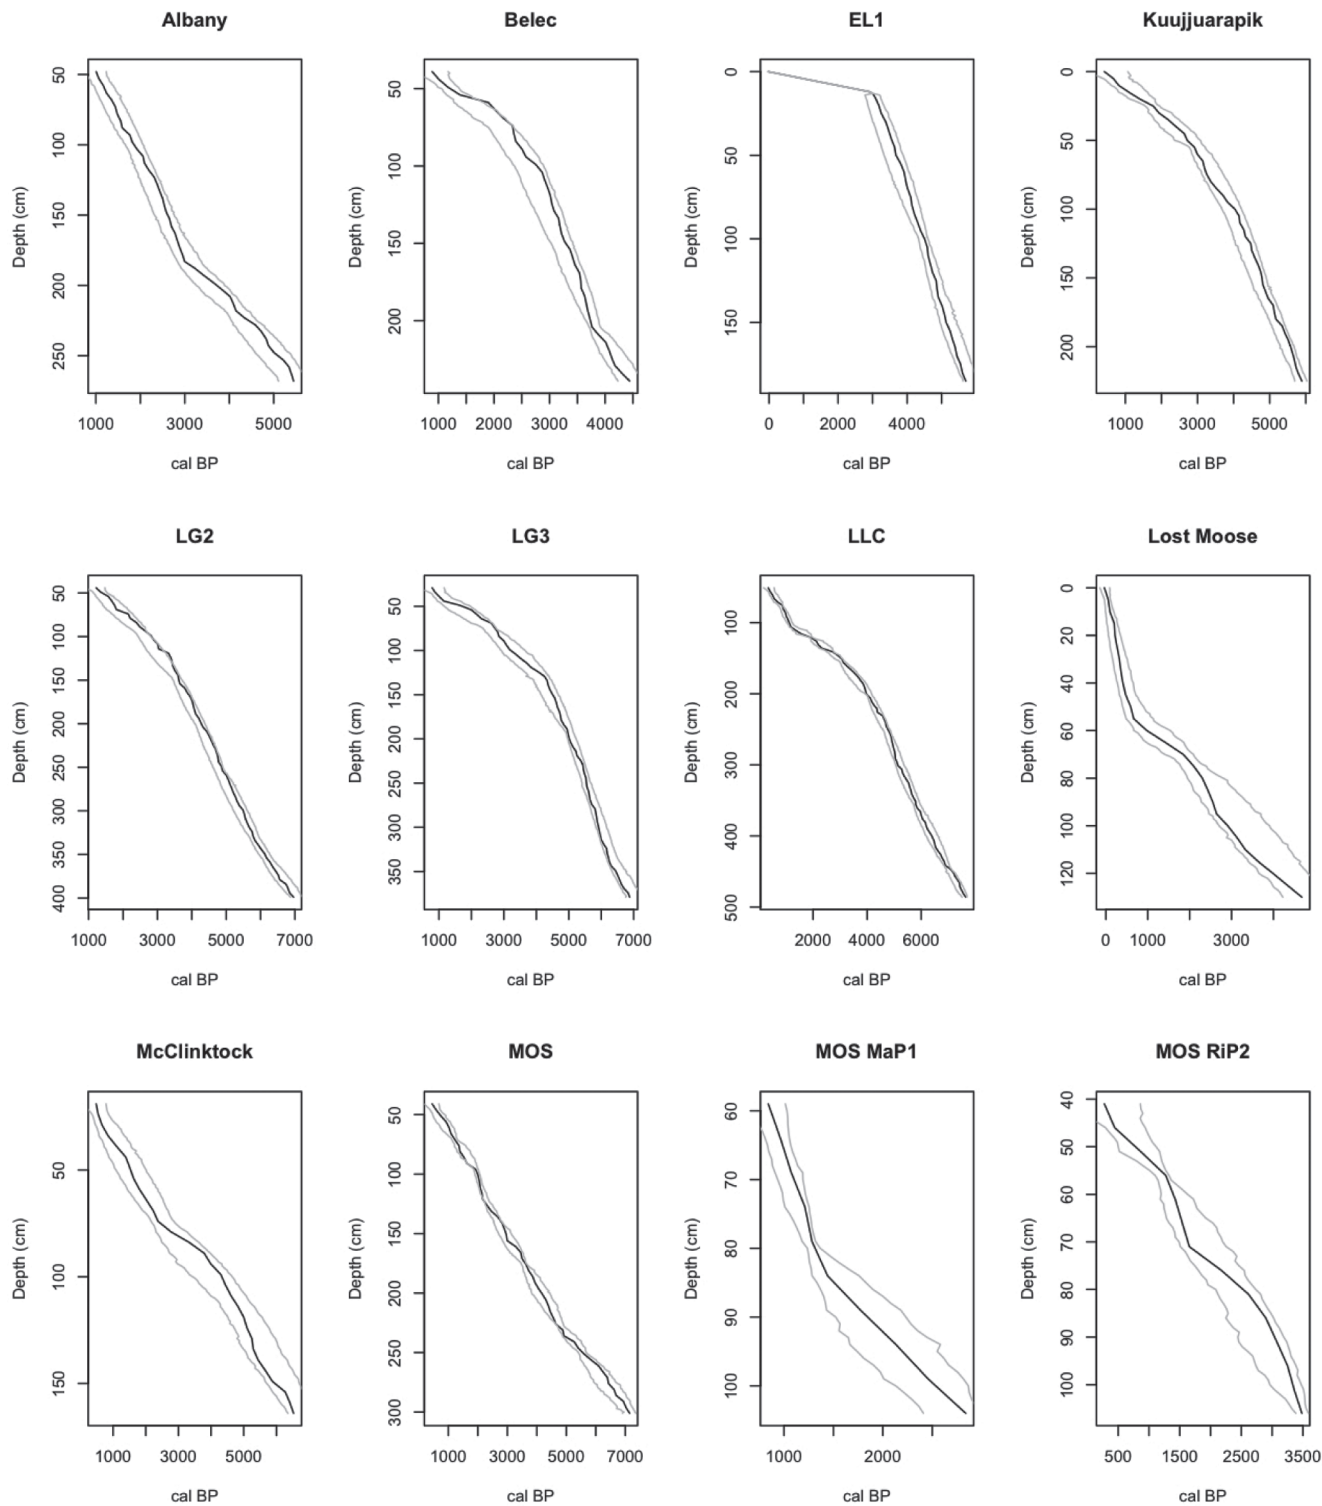 Albany
Belec
EL1
Kuujjuarapik
Depth (cm)
50
100
150
200
250
1000
3000
5000
cal BP
Depth (cm)
50
100
150
200
1000
2000
3000
4000
cal BP
Depth (cm)
0
50
100
150
0
2000
4000
cal BP
Depth (cm)
0
50
100
150
200
1000
3000
5000
cal BP
LG2
LG3
LLC
Lost Moose
Depth (cm)
50
100
150
200
250
300
350
400
1000
3000
5000
7000
cal BP
Depth (cm)
50
100
150
200
250
300
350
1000
3000
5000
7000
cal BP
Depth (cm)
100
200
300
400
500
2000
4000
6000
cal BP
Depth (cm)
0
20
40
60
80
100
120
0
1000
3000
cal BP
McClinktock
MOS
MOS MaP1
MOS RiP2
Depth (cm)
50
100
150
1000
3000
5000
cal BP
Depth (cm)
50
100
150
200
250
300
1000
3000
5000
7000
cal BP
Depth (cm)
60
70
80
90
100
1000
2000
cal BP
Depth (cm)
40
50
60
70
80
90
100
500
1500
2500
3500
cal BP